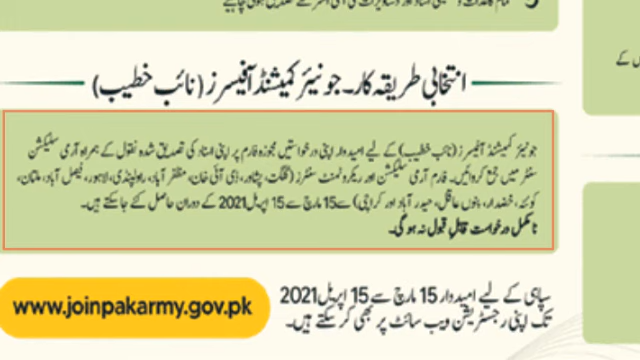 انتخابی طریقہ کار۔ جونیئر کمیشنڈ آفیسرز (نائب خطیب)
جونیئر کمیشنڈ آفیسرز (نائب خطیب) کے لیے امیدوار اپنی درخواستیں مجوزہ فارم پر اپنی اسناد کی تصدیق شدہ نقول کے ہمراہ آرمی سلیکشن
سنٹر میں جمع کروائیں۔ فارم آرمی سلیکشن اور ریکروٹمنٹ سنٹرز (گلگت، پشاور، ڈی آئی خان، مظفر آباد، راولپنڈی، لاہور، فیصل آباد، ملتان،
کوئٹہ، خضدار، پنوں عاقل، حیدر آباد اور کراچی) سے 15 مارچ سے 15 اپریل 2021 کے دوران حاصل کئے جاسکتے ہیں۔
نامکمل درخواست قابل قبول نہ ہو گی۔
سپاہی کے لیے امیدوار 15 مارچ سے 15 اپریل 2021
تک اپنی رجسٹریشن ویب سائٹ پر بھی کر سکتے ہیں۔
www.joinpakarmy.gov.pk